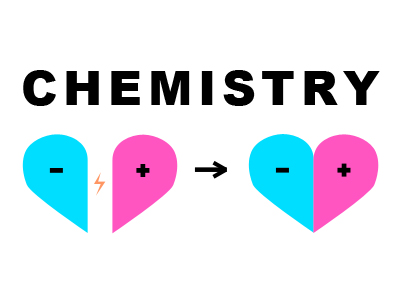 CHEMISTRY
- + → - +